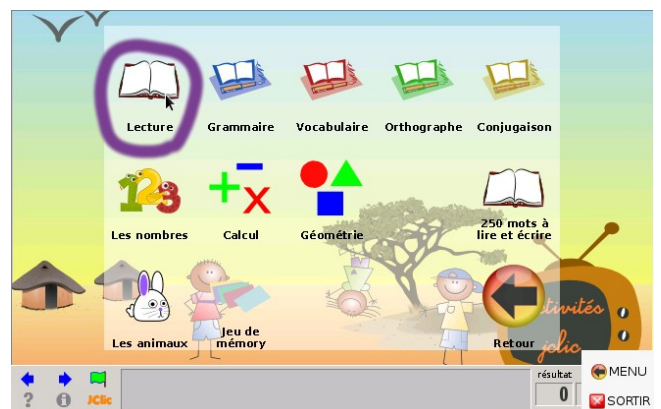 Lecture Grammaire Vocabulaire Orthographe Conjugaison
123
Les nombres Calcul Géométrie 250 mots à
lire et écrire
Les animaux Jeu de
mémory Retour
activités
jclic
résultat
0
MENU
SORTIR
? i JClic